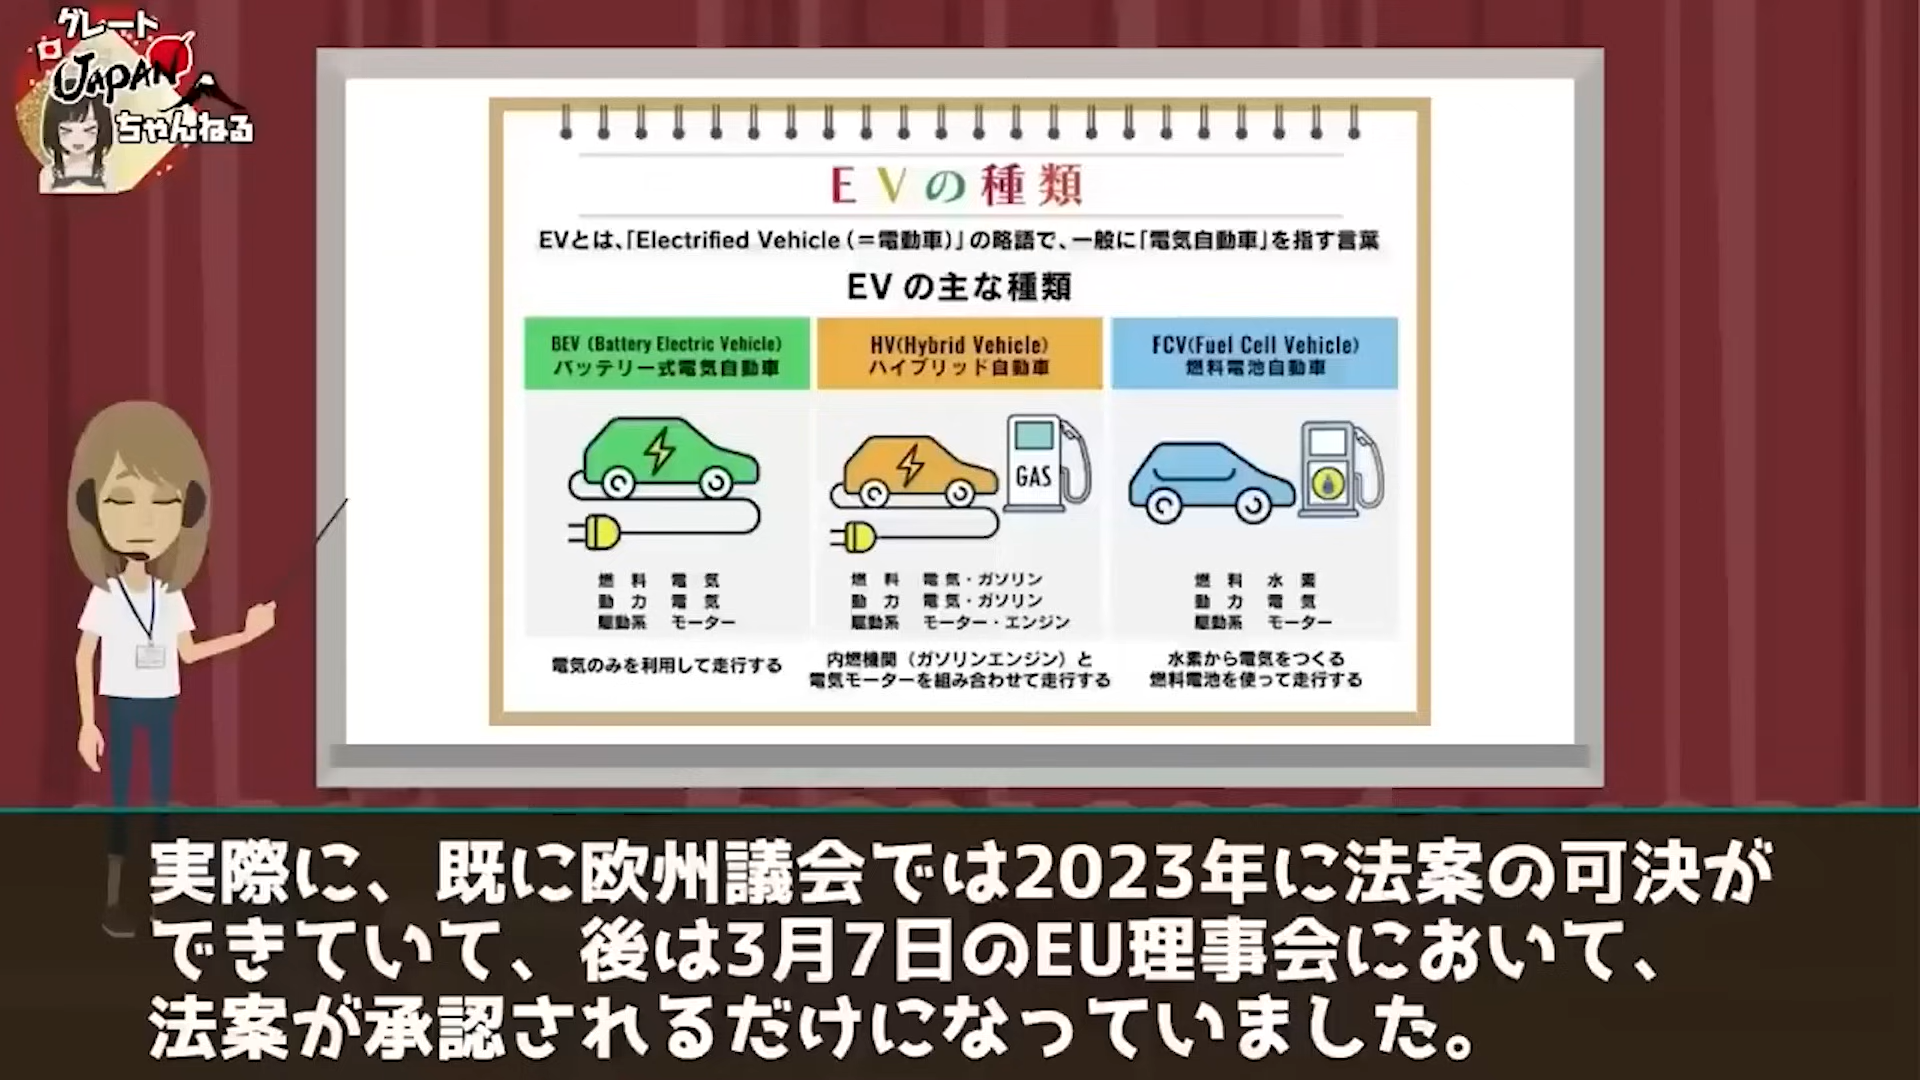 グレート
JAPAN
ちゃんねる
EVの種類
EVとは、「Electrified Vehicle（＝電動車）」の略語で、一般に「電気自動車」を指す言葉
EV の主な種類
BEV (Battery Electric Vehicle)
バッテリー式電気自動車
HV(Hybrid Vehicle)
ハイブリッド自動車
FCV(Fuel Cell Vehicle)
燃料電池自動車
GAS
燃料 電気
動力 電気
駆動系 モーター
燃料 電気・ガソリン
動力 電気・ガソリン
駆動系 モーター・エンジン
燃料 水素
動力 電気
駆動系 モーター
電気のみを利用して走行する
内燃機関（ガソリンエンジン）と
電気モーターを組み合わせて走行する
水素から電気をつくる
燃料電池を使って走行する
実際に、既に欧州議会では2023年に法案の可決が
できていて、後は3月7日のEU理事会において、
法案が承認されるだけになっていました。